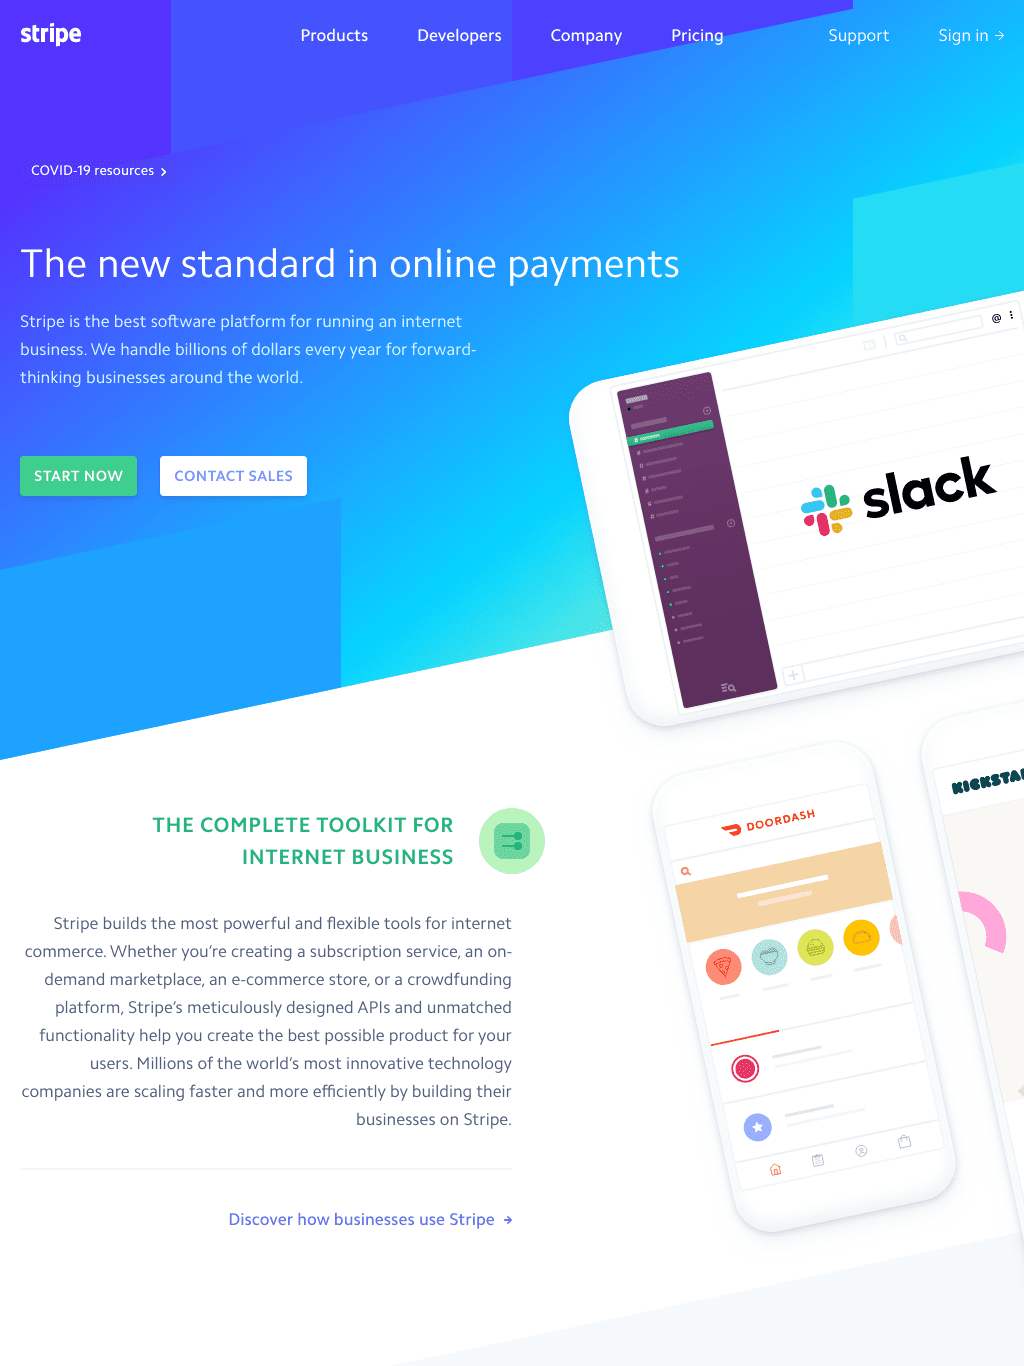 stripe
Products
Developers
Company
Pricing
Support
Sign in
COVID-19 resources
The new standard in online payments
Stripe is the best software platform for running an internet
business. We handle billions of dollars every year for forward-
thinking businesses around the world.
START NOW
CONTACT SALES
@
slack
THE COMPLETE TOOLKIT FOR
INTERNET BUSINESS
Stripe builds the most powerful and flexible tools for internet
commerce. Whether you’re creating a subscription service, an on-
demand marketplace, an e-commerce store, or a crowdfunding
platform, Stripe’s meticulously designed APIs and unmatched
functionality help you create the best possible product for your
users. Millions of the world’s most innovative technology
companies are scaling faster and more efficiently by building their
businesses on Stripe.
Discover how businesses use Stripe
DOORDASH